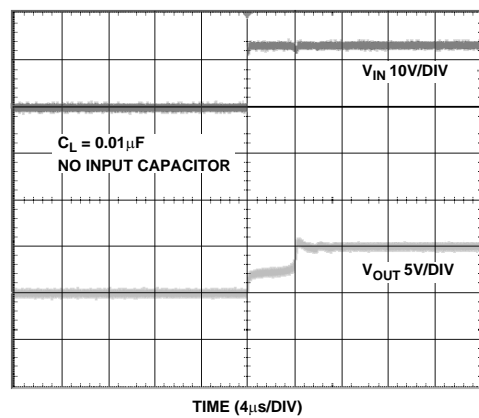 V_IN 10V/DIV
C_L = 0.01μF
NO INPUT CAPACITOR
V_OUT 5V/DIV
TIME (4μs/DIV)